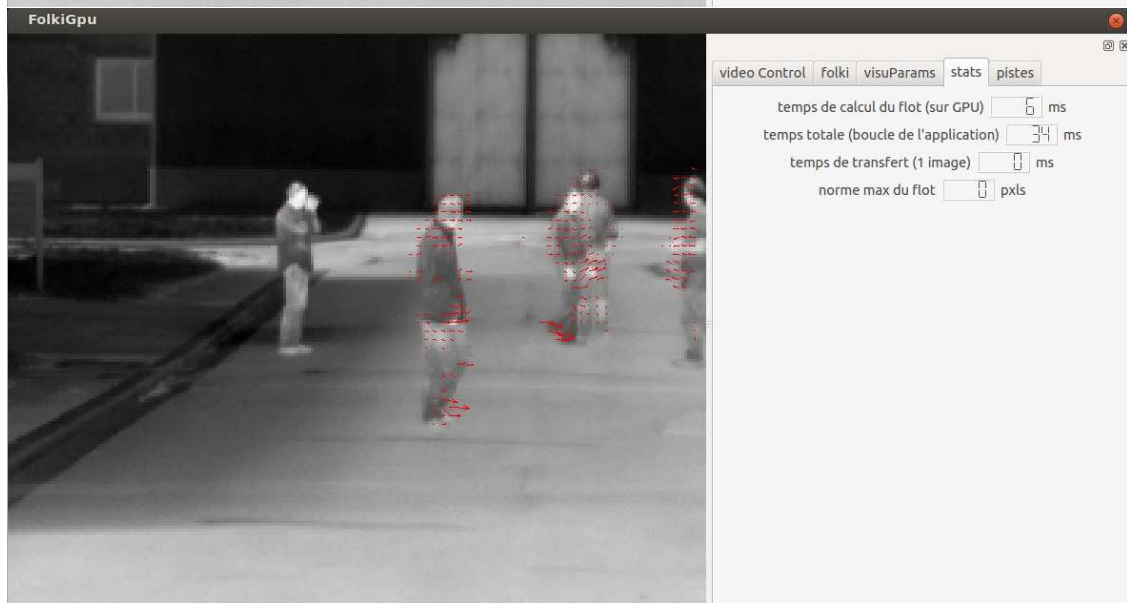 FolkiGpu
video Control folki visuParams stats pistes
temps de calcul du flot (sur GPU) 6 ms
temps totale (boucle de l'application) 34 ms
temps de transfert (1 image) 0 ms
norme max du flot 0 pxls